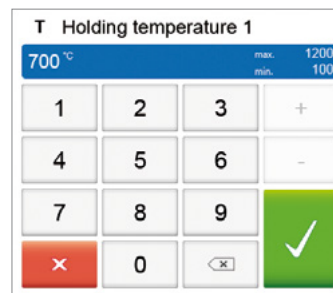 T Holding temperature 1
700 °C max. 1200
min. 100
1 2 3 +
4 5 6 -
7 8 9
0